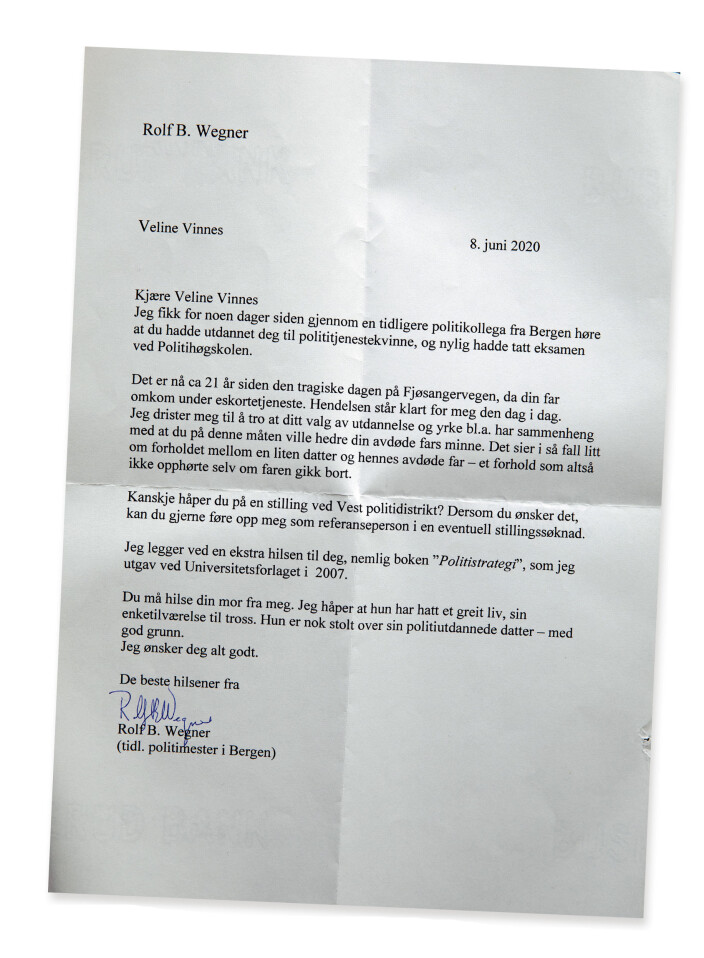 Rolf B. Wegner
Veline Vinnes
8. juni 2020
Kjære Veline Vinnes
Jeg fikk for noen dager siden gjennom en tidligere politikollega fra Bergen høre
at du hadde utdannet deg til polititjenestekvinne, og nylig hadde tatt eksamen
ved Politihøgskolen.
Det er nå ca 21 år siden den tragiske dagen på Fjøsangervegen, da din far
omkom under eskortetjeneste. Hendelsen står klart for meg den dag i dag.
Jeg drister meg til å tro at ditt valg av utdannelse og yrke bl.a. har sammenheng
med at du på denne måten ville hedre din avdøde fars minne. Det sier i så fall litt
om forholdet mellom en liten datter og hennes avdøde far – et forhold som altså
ikke opphørte selv om faren gikk bort.
Kanskje håper du på en stilling ved Vest politidistrikt? Dersom du ønsker det,
kan du gjerne føre opp meg som referanseperson i en eventuell stillingssøknad.
Jeg legger ved en ekstra hilsen til deg, nemlig boken ”Politistrategi”, som jeg
utgav ved Universitetsforlaget i 2007.
Du må hilse din mor fra meg. Jeg håper at hun har hatt et greit liv, sin
enketilværelse til tross. Hun er nok stolt over sin politiutdannede datter – med
god grunn.
Jeg ønsker deg alt godt.
De beste hilsener fra
Rolf B Wegner
Rolf B. Wegner
(tidl. politimester i Bergen)